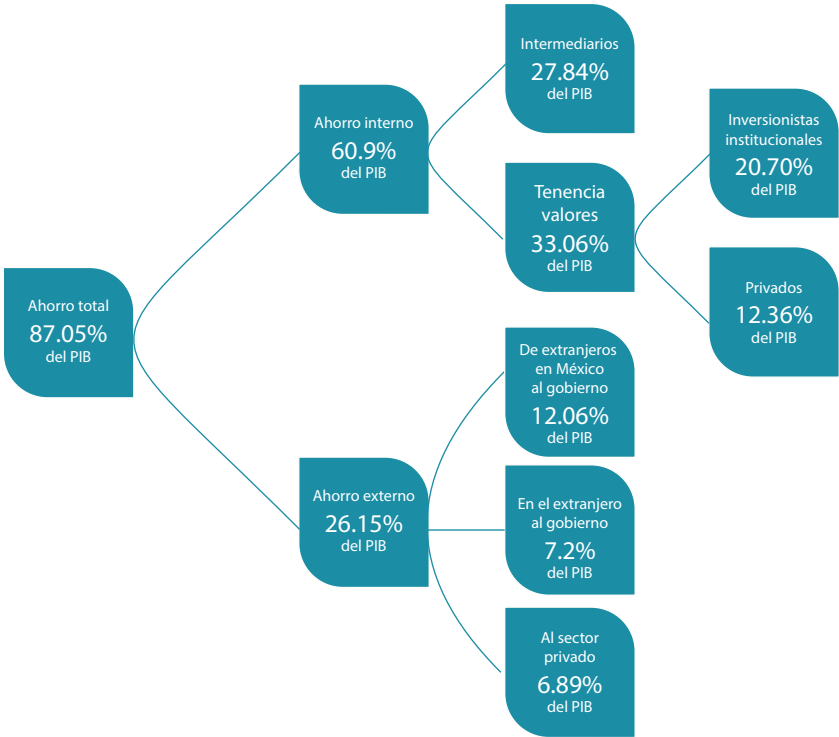 Ahorro total
87.05%
del PIB
Ahorro interno
60.9%
del PIB
Intermediarios
27.84%
del PIB
Tenencia
valores
33.06%
del PIB
Inversionistas
institucionales
20.70%
del PIB
Privados
12.36%
del PIB
Ahorro externo
26.15%
del PIB
De extranjeros
en México
al gobierno
12.06%
del PIB
En el extranjero
al gobierno
7.2%
del PIB
Al sector
privado
6.89%
del PIB